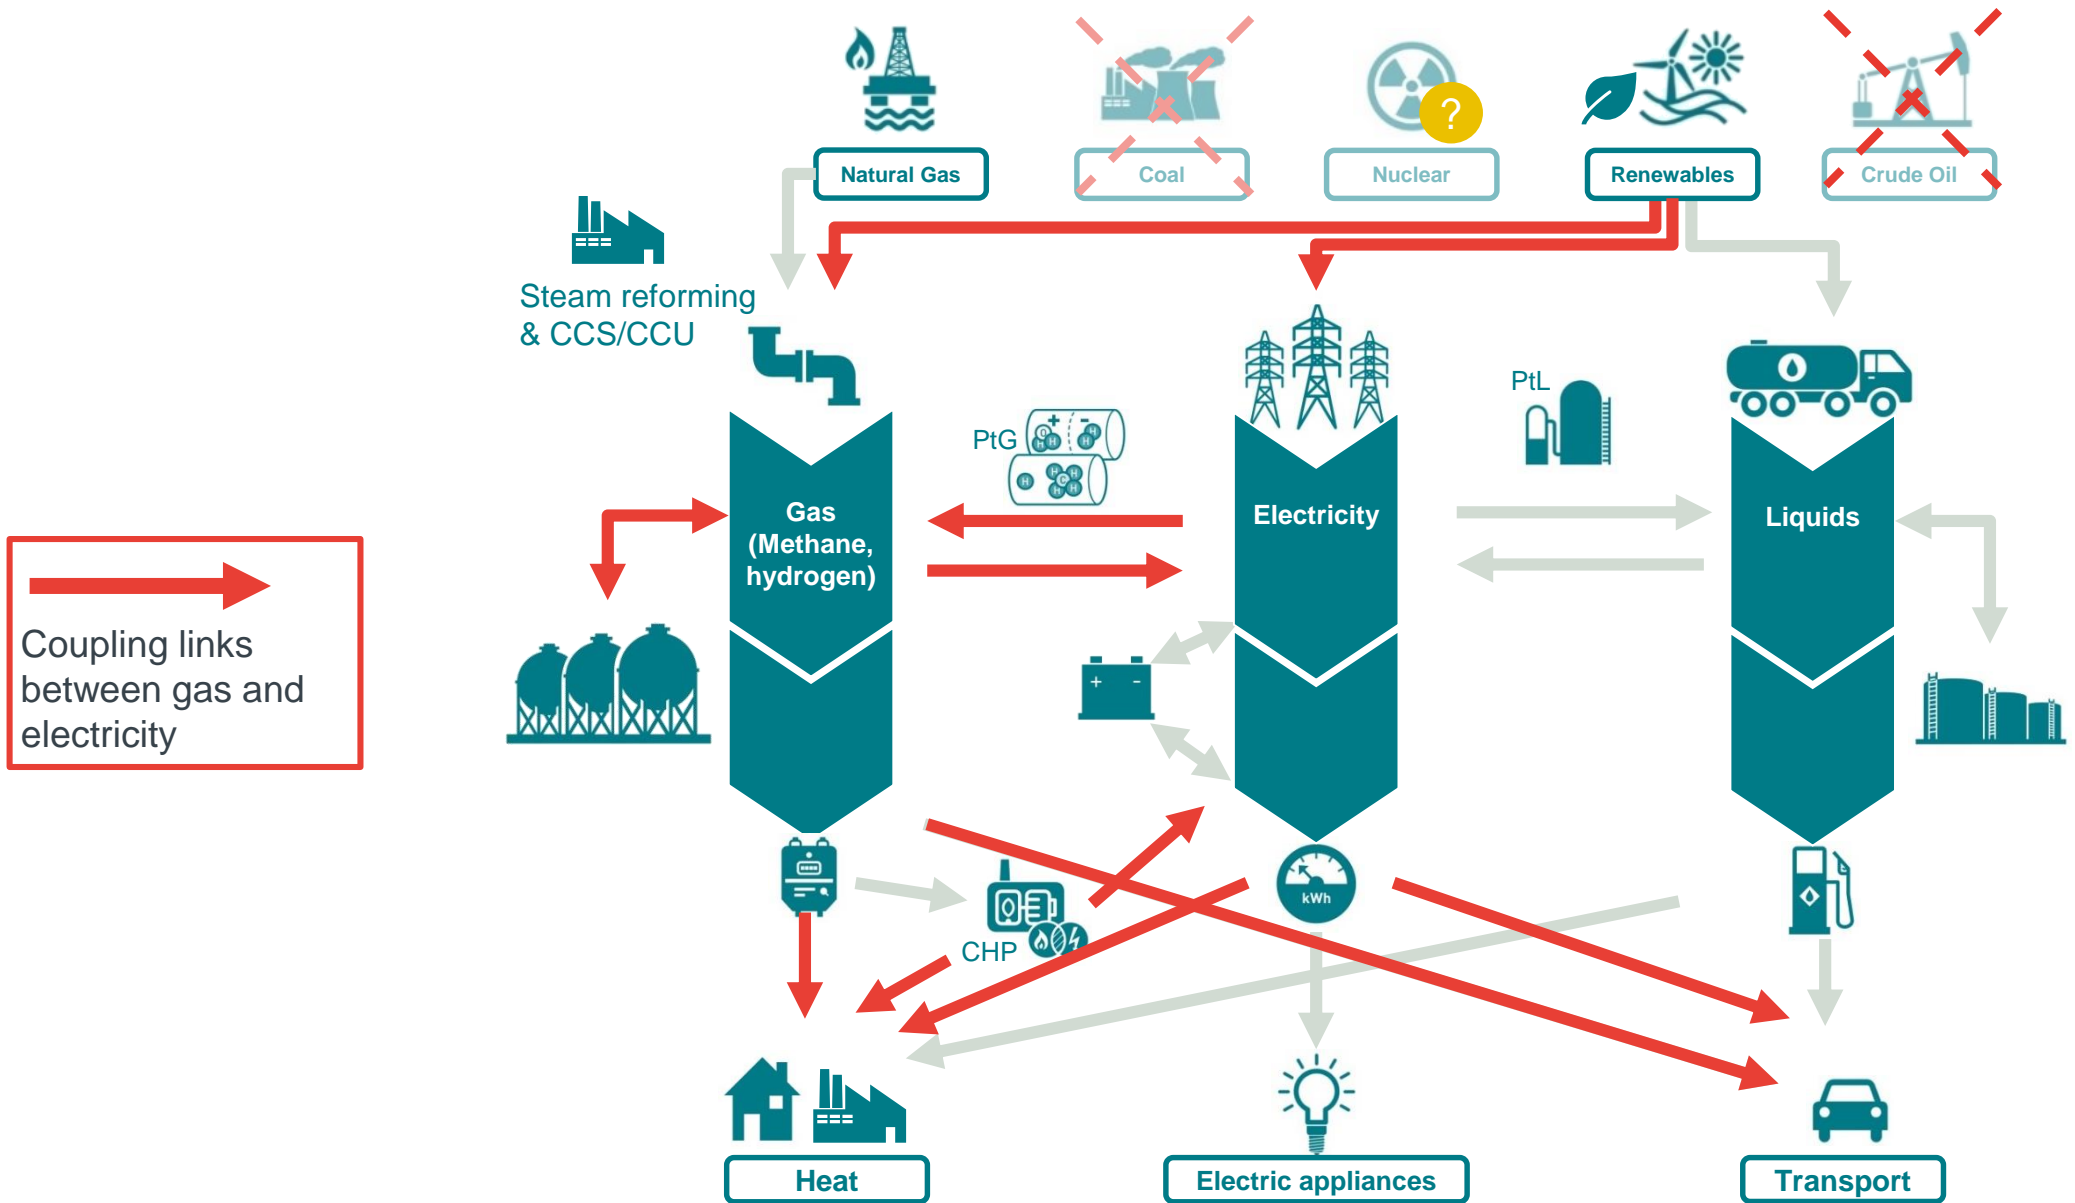 ?
Natural Gas
Coal
Nuclear
Renewables
Crude Oil
Steam reforming
& CCS/CCU
PtL
PtG
+ -
O H H H H
H H H C H H
Gas
(Methane,
hydrogen)
Electricity
Liquids
Coupling links
between gas and
electricity
+ -
kWh
CHP
Heat
Electric appliances
Transport